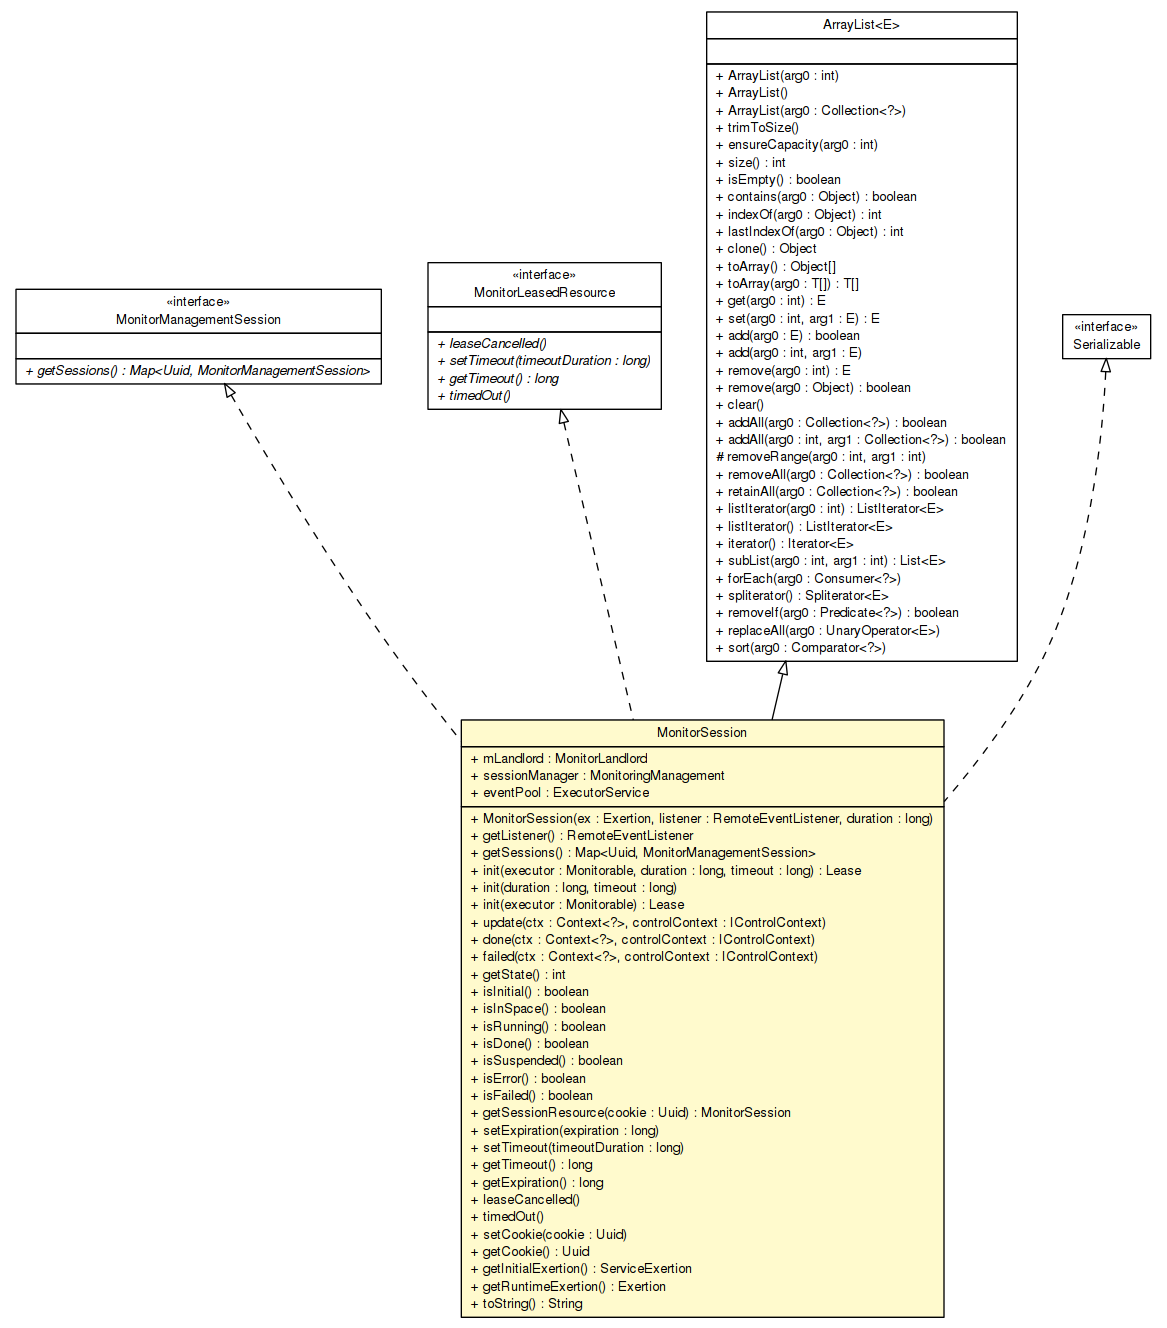 ArrayList<E>
+ ArrayList(arg0 : int)
+ ArrayList()
+ ArrayList(arg0 : Collection<?>)
+ trimToSize()
+ ensureCapacity(arg0 : int)
+ size() : int
+ isEmpty() : boolean
+ contains(arg0 : Object) : boolean
+ indexOf(arg0 : Object) : int
+ lastIndexOf(arg0 : Object) : int
+ clone() : Object
+ toArray() : Object[]
+ toArray(arg0 : T[]) : T[]
+ get(arg0 : int) : E
+ set(arg0 : int, arg1 : E) : E
+ add(arg0 : E) : boolean
+ add(arg0 : int, arg1 : E)
+ remove(arg0 : int) : E
+ remove(arg0 : Object) : boolean
+ clear()
+ addAll(arg0 : Collection<?>) : boolean
+ addAll(arg0 : int, arg1 : Collection<?>) : boolean
# removeRange(arg0 : int, arg1 : int)
+ removeAll(arg0 : Collection<?>) : boolean
+ retainAll(arg0 : Collection<?>) : boolean
+ listIterator(arg0 : int) : ListIterator<E>
+ listIterator() : ListIterator<E>
+ iterator() : Iterator<E>
+ subList(arg0 : int, arg1 : int) : List<E>
+ forEach(arg0 : Consumer<?>)
+ spliterator() : Spliterator<E>
+ removeIf(arg0 : Predicate<?>) : boolean
+ replaceAll(arg0 : UnaryOperator<E>)
+ sort(arg0 : Comparator<?>)
«interface»
MonitorManagementSession
+ getSessions() : Map<Uuid, MonitorManagementSession>
«interface»
MonitorLeasedResource
+ leaseCancelled()
+ setTimeout(timeoutDuration : long)
+ getTimeout() : long
+ timedOut()
«interface»
Serializable
MonitorSession
+ mLandlord : MonitorLandlord
+ sessionManager : MonitoringManagement
+ eventPool : ExecutorService
+ MonitorSession(ex : Exertion, listener : RemoteEventListener, duration : long)
+ getListener() : RemoteEventListener
+ getSessions() : Map<Uuid, MonitorManagementSession>
+ init(executor : Monitorable, duration : long, timeout : long) : Lease
+ init(duration : long, timeout : long)
+ init(executor : Monitorable) : Lease
+ update(ctx : Context<?>, controlContext : IControlContext)
+ done(ctx : Context<?>, controlContext : IControlContext)
+ failed(ctx : Context<?>, controlContext : IControlContext)
+ getState() : int
+ isInitial() : boolean
+ isInSpace() : boolean
+ isRunning() : boolean
+ isDone() : boolean
+ isSuspended() : boolean
+ isError() : boolean
+ isFailed() : boolean
+ getSessionResource(cookie : Uuid) : MonitorSession
+ setExpiration(expiration : long)
+ setTimeout(timeoutDuration : long)
+ getTimeout() : long
+ getExpiration() : long
+ leaseCancelled()
+ timedOut()
+ setCookie(cookie : Uuid)
+ getCookie() : Uuid
+ getInitialExertion() : ServiceExertion
+ getRuntimeExertion() : Exertion
+ toString() : String